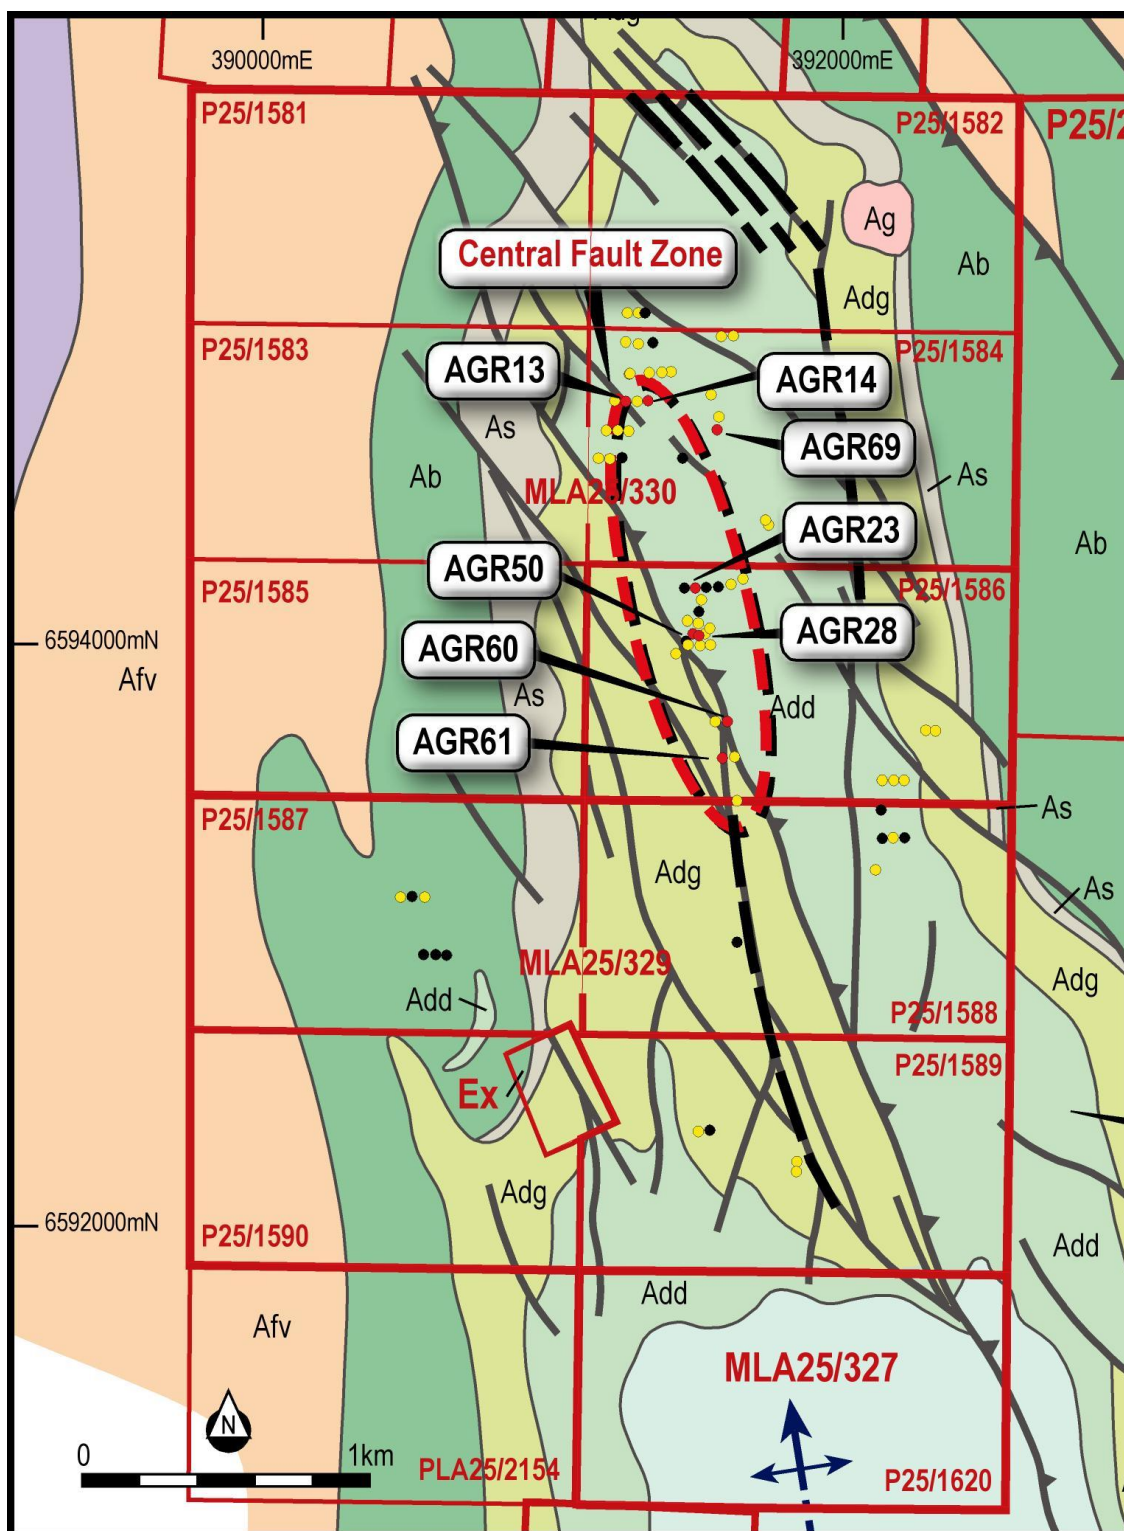 Adg
390000mE
392000mE
P25/1581
P25/1582
P25/2
Ag
Central Fault Zone
Ab
Adg
P25/1583
P25/1584
AGR13
AGR14
As
AGR69
Ab
As
MLA25/330
AGR23
Ab
AGR50
P25/1585
P25/1586
6594000mN
AGR28
AGR60
Afv
As
Add
AGR61
P25/1587
As
Adg
As
MLA25/329
Adg
Add
P25/1588
P25/1589
Ex
Adg
6592000mN
P25/1590
Add
Add
Afv
MLA25/327
N
0
1km
PLA25/2154
P25/1620